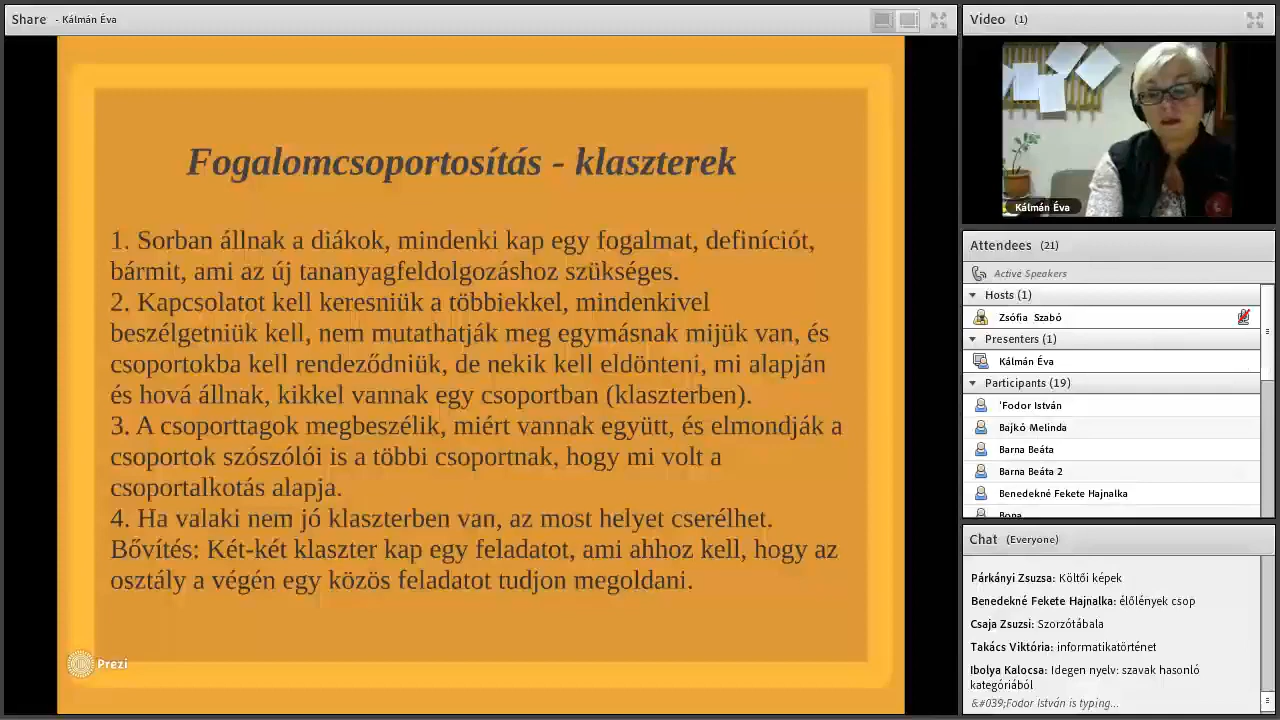 Share - Kálmán Éva
Fogalomcsoportosítás - klaszterek
1. Sorban állnak a diákok, mindenki kap egy fogalmat, definíciót,
bármit, ami az új tananyagfeldolgozáshoz szükséges.
2. Kapcsolatot kell keresniük a többiekkel, mindenkivel
beszélgetniük kell, nem mutathatják meg egymásnak mijük van, és
csoportokba kell rendeződniük, de nekik kell eldönteni, mi alapján
és hová állnak, kikkel vannak egy csoportban (klaszterben).
3. A csoporttagok megbeszélik, miért vannak együtt, és elmondják a
csoportok szószólói is a többi csoportnak, hogy mi volt a
csoportalkotás alapja.
4. Ha valaki nem jó klaszterben van, az most helyet cserélhet.
Bővítés: Két-két klaszter kap egy feladatot, ami ahhoz kell, hogy az
osztály a végén egy közös feladatot tudjon megoldani.
Prezi
Video (1)
Kálmán Éva
Attendees (21)
Active Speakers
Hosts (1)
Zsófia Szabó
Presenters (1)
Kálmán Éva
Participants (19)
'Fodor István
Bajkó Melinda
Barna Beáta
Barna Beáta 2
Benedekné Fekete Hajnalka
Bona
Chat (Everyone)
Párkányi Zsuzsa: Költői képek
Benedekné Fekete Hajnalka: élőlények csop
Csaja Zsuzsi: Szorzótábala
Takács Viktória: informatikatörténet
Ibolya Kalocsa: Idegen nyelv: szavak hasonló
kategóriából
&#039;Fodor István is typing...